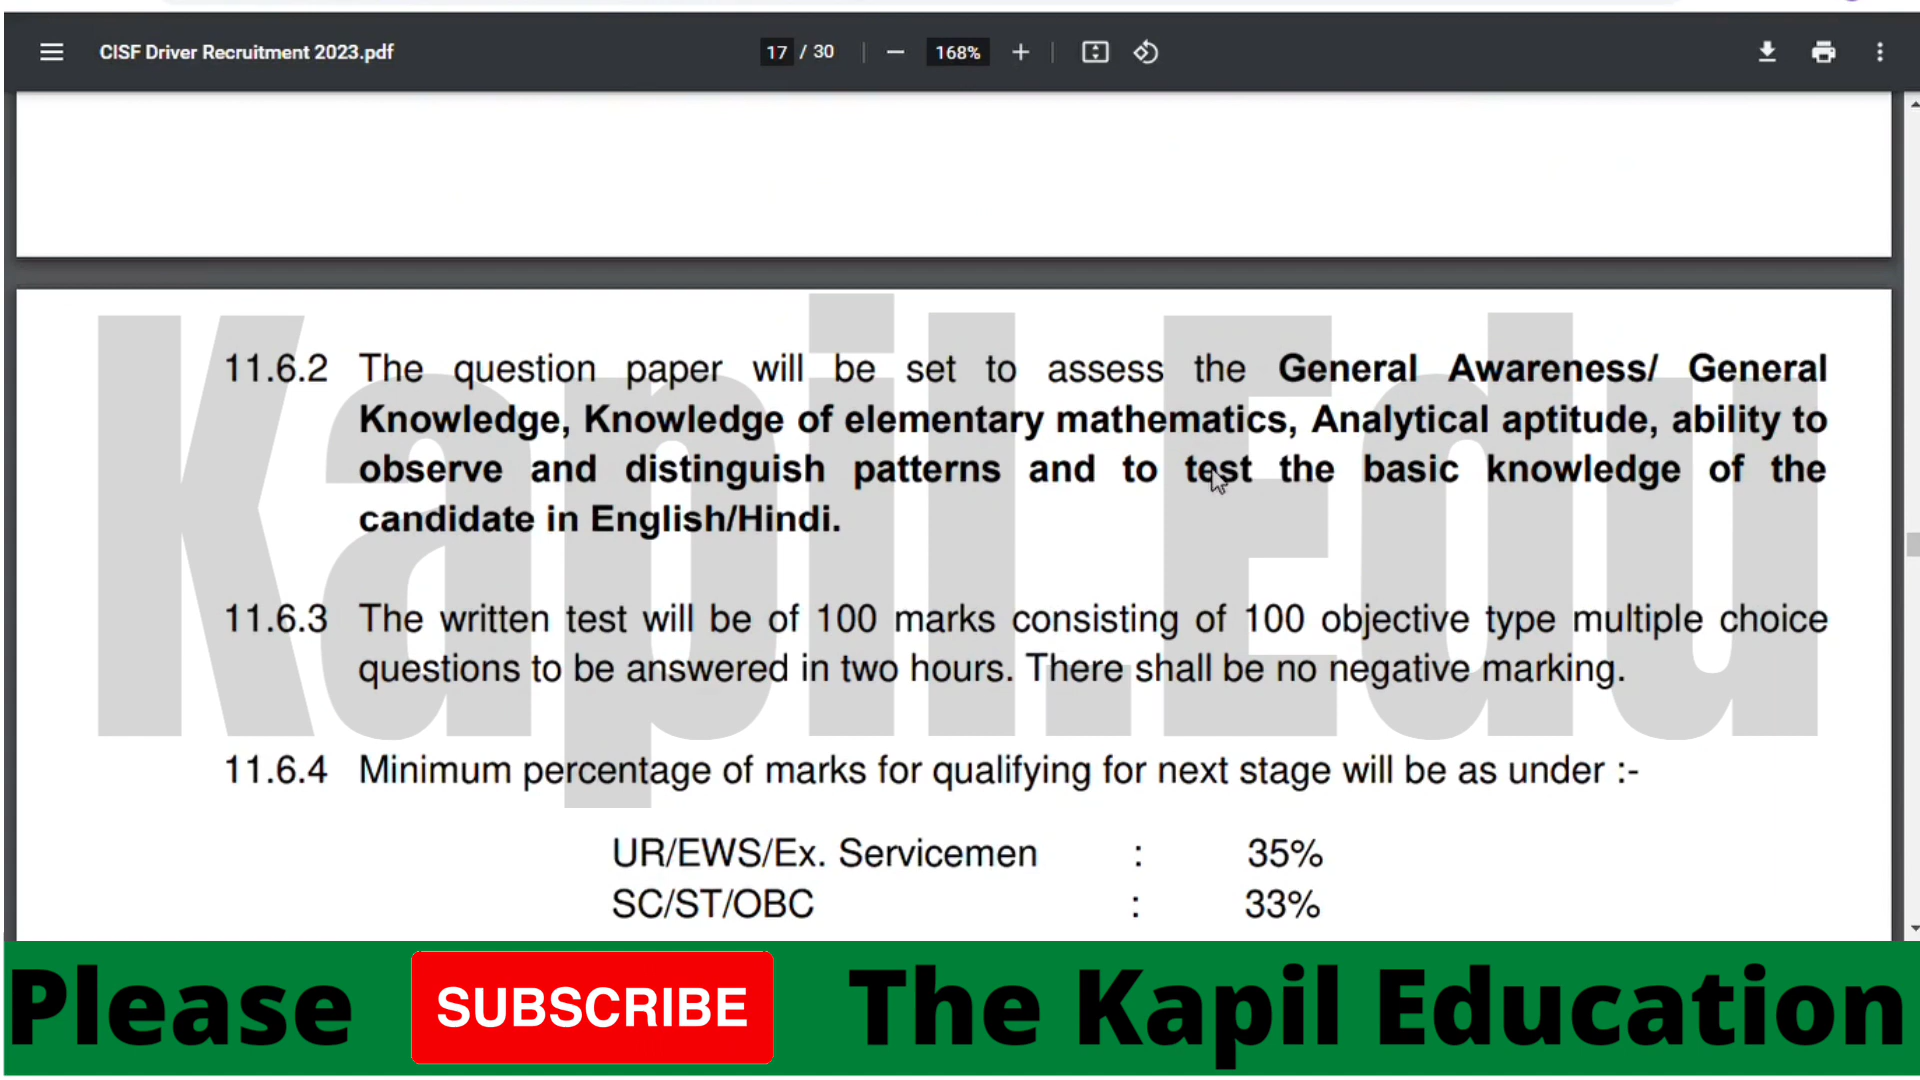 CISF Driver Recruitment 2023.pdf
17 / 30
168%
Kapil.Edu
11.6.2 The question paper will be set to assess the General Awareness/ General
Knowledge, Knowledge of elementary mathematics, Analytical aptitude, ability to
observe and distinguish patterns and to test the basic knowledge of the
candidate in English/Hindi.
11.6.3 The written test will be of 100 marks consisting of 100 objective type multiple choice
questions to be answered in two hours. There shall be no negative marking.
11.6.4 Minimum percentage of marks for qualifying for next stage will be as under :-
UR/EWS/Ex. Servicemen : 35%
SC/ST/OBC : 33%
Please SUBSCRIBE The Kapil Education